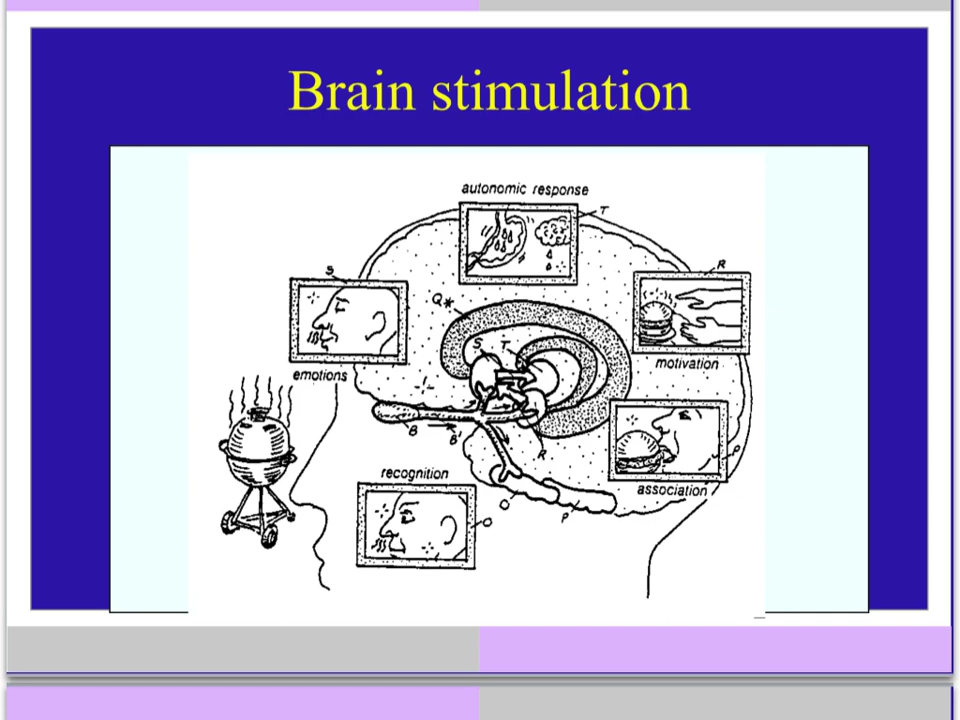 Brain stimulation
autonomic response
T
S
R
Q*
emotions
S T
motivation
B B'
R
P
recognition
association
O
O
P